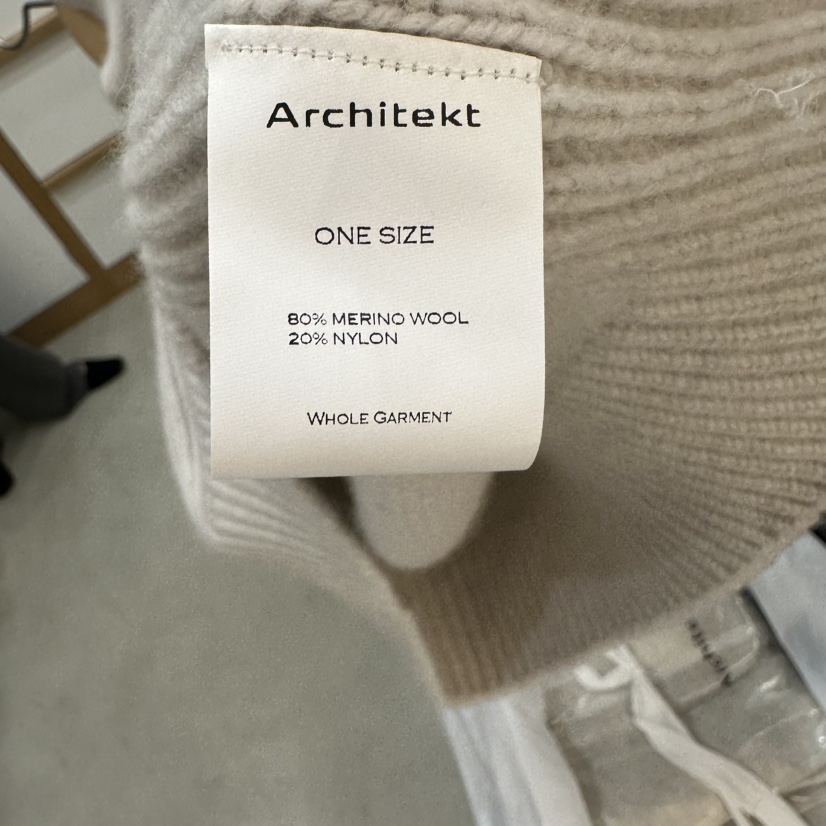 Architekt
ONE SIZE
80% MERINO WOOL
20% NYLON
WHOLE GARMENT